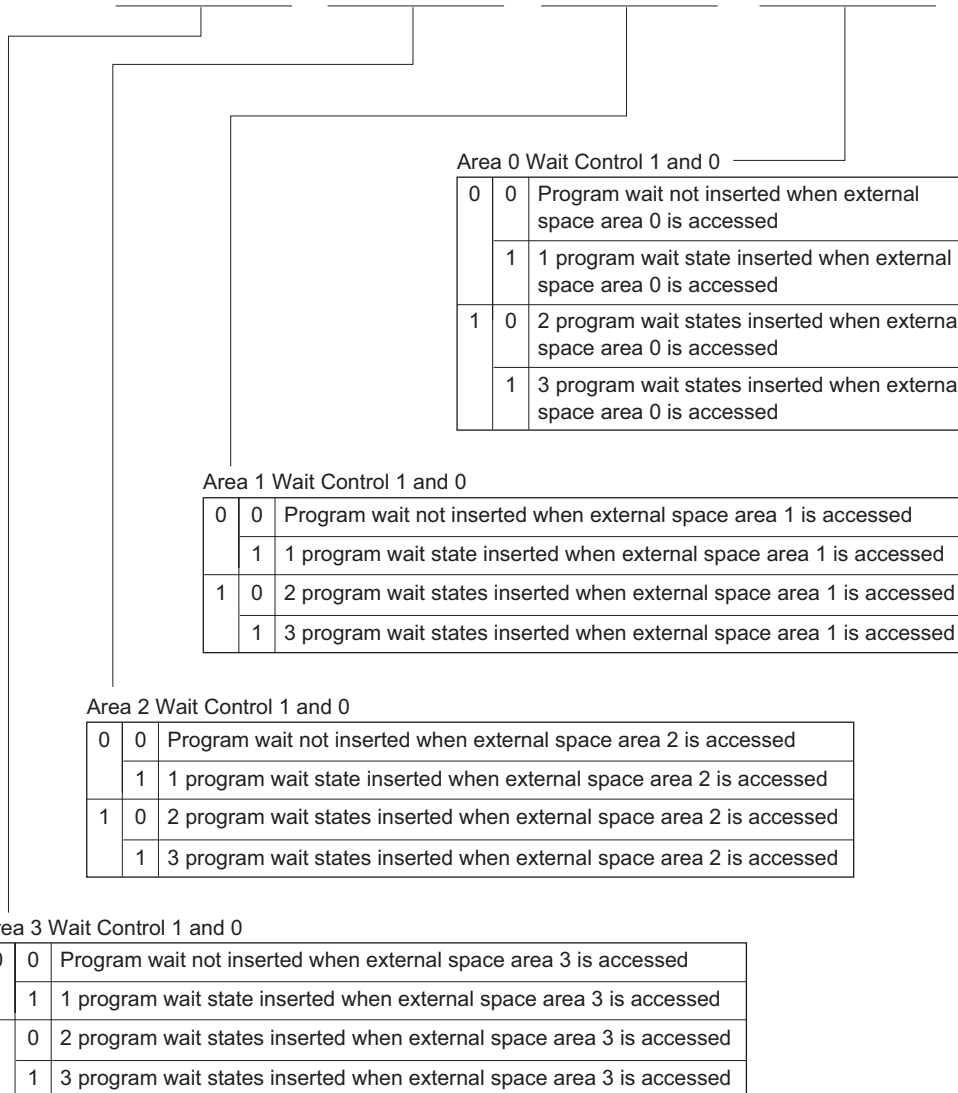 Area 0 Wait Control 1 and 0
0 0 Program wait not inserted when external
space area 0 is accessed
1 1 program wait state inserted when external
space area 0 is accessed
1 0 2 program wait states inserted when externa
space area 0 is accessed
1 3 program wait states inserted when externa
space area 0 is accessed
Area 1 Wait Control 1 and 0
0 0 Program wait not inserted when external space area 1 is accessed
1 1 program wait state inserted when external space area 1 is accessed
1 0 2 program wait states inserted when external space area 1 is accessed
1 3 program wait states inserted when external space area 1 is accessed
Area 2 Wait Control 1 and 0
0 0 Program wait not inserted when external space area 2 is accessed
1 1 program wait state inserted when external space area 2 is accessed
1 0 2 program wait states inserted when external space area 2 is accessed
1 3 program wait states inserted when external space area 2 is accessed
rea 3 Wait Control 1 and 0
0 0 Program wait not inserted when external space area 3 is accessed
1 1 program wait state inserted when external space area 3 is accessed
0 2 program wait states inserted when external space area 3 is accessed
1 3 program wait states inserted when external space area 3 is accessed